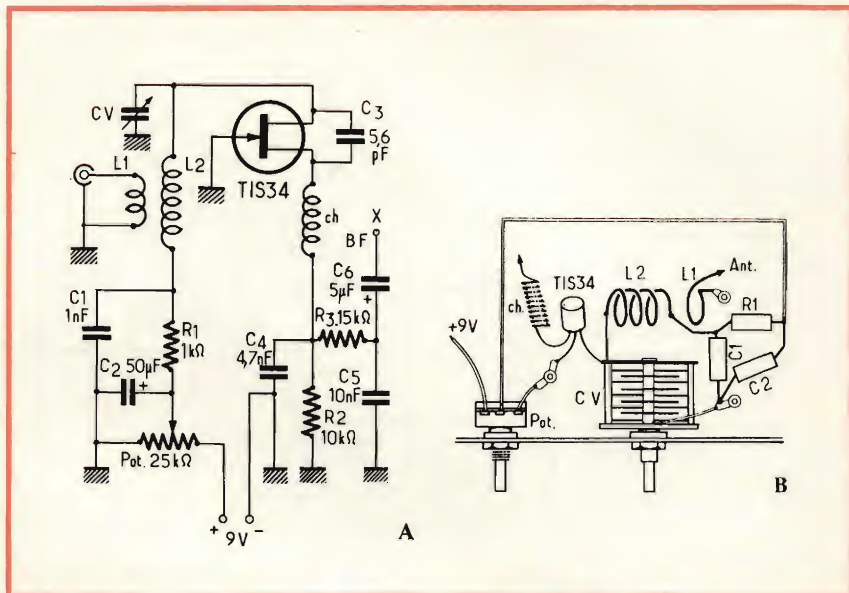 CV
C3
5,6
pF
L1
L2
TIS34
ch
X
BF
C6
5µF
+
C1
1nF
R1
1kΩ
C4
4,7nF
R3.15kΩ
C2 50µF +
C5
10nF
R2
10kΩ
Pot. 25kΩ
+ 9V -
A
+9V
ch.
TIS34
L2
L1
Ant.
R1
C1
C2
CV
Pot.
B